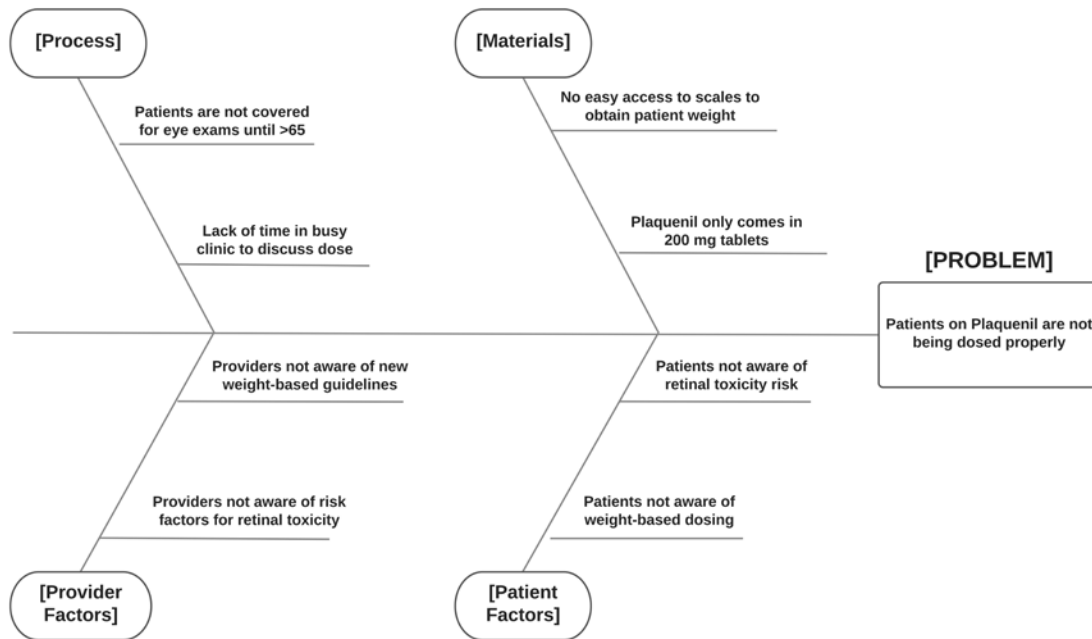 [Process]
Patients are not covered
for eye exams until >65
Lack of time in busy
clinic to discuss dose
[Materials]
No easy access to scales to
obtain patient weight
Plaquenil only comes in
200 mg tablets
[PROBLEM]
Patients on Plaquenil are not
being dosed properly
Providers not aware of new
weight-based guidelines
Providers not aware of risk
factors for retinal toxicity
[Provider
Factors]
Patients not aware of
retinal toxicity risk
Patients not aware of
weight-based dosing
[Patient
Factors]